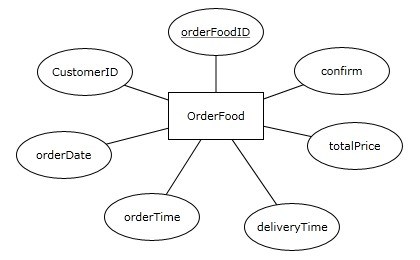 orderFoodID
CustomerID
confirm
OrderFood
orderDate
totalPrice
orderTime
deliveryTime